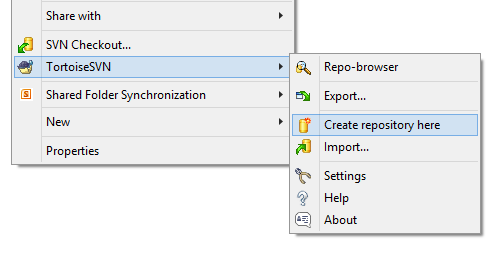 Share with
SVN Checkout...
TortoiseSVN
Shared Folder Synchronization
New
Properties
Repo-browser
Export...
Create repository here
Import...
Settings
Help
About